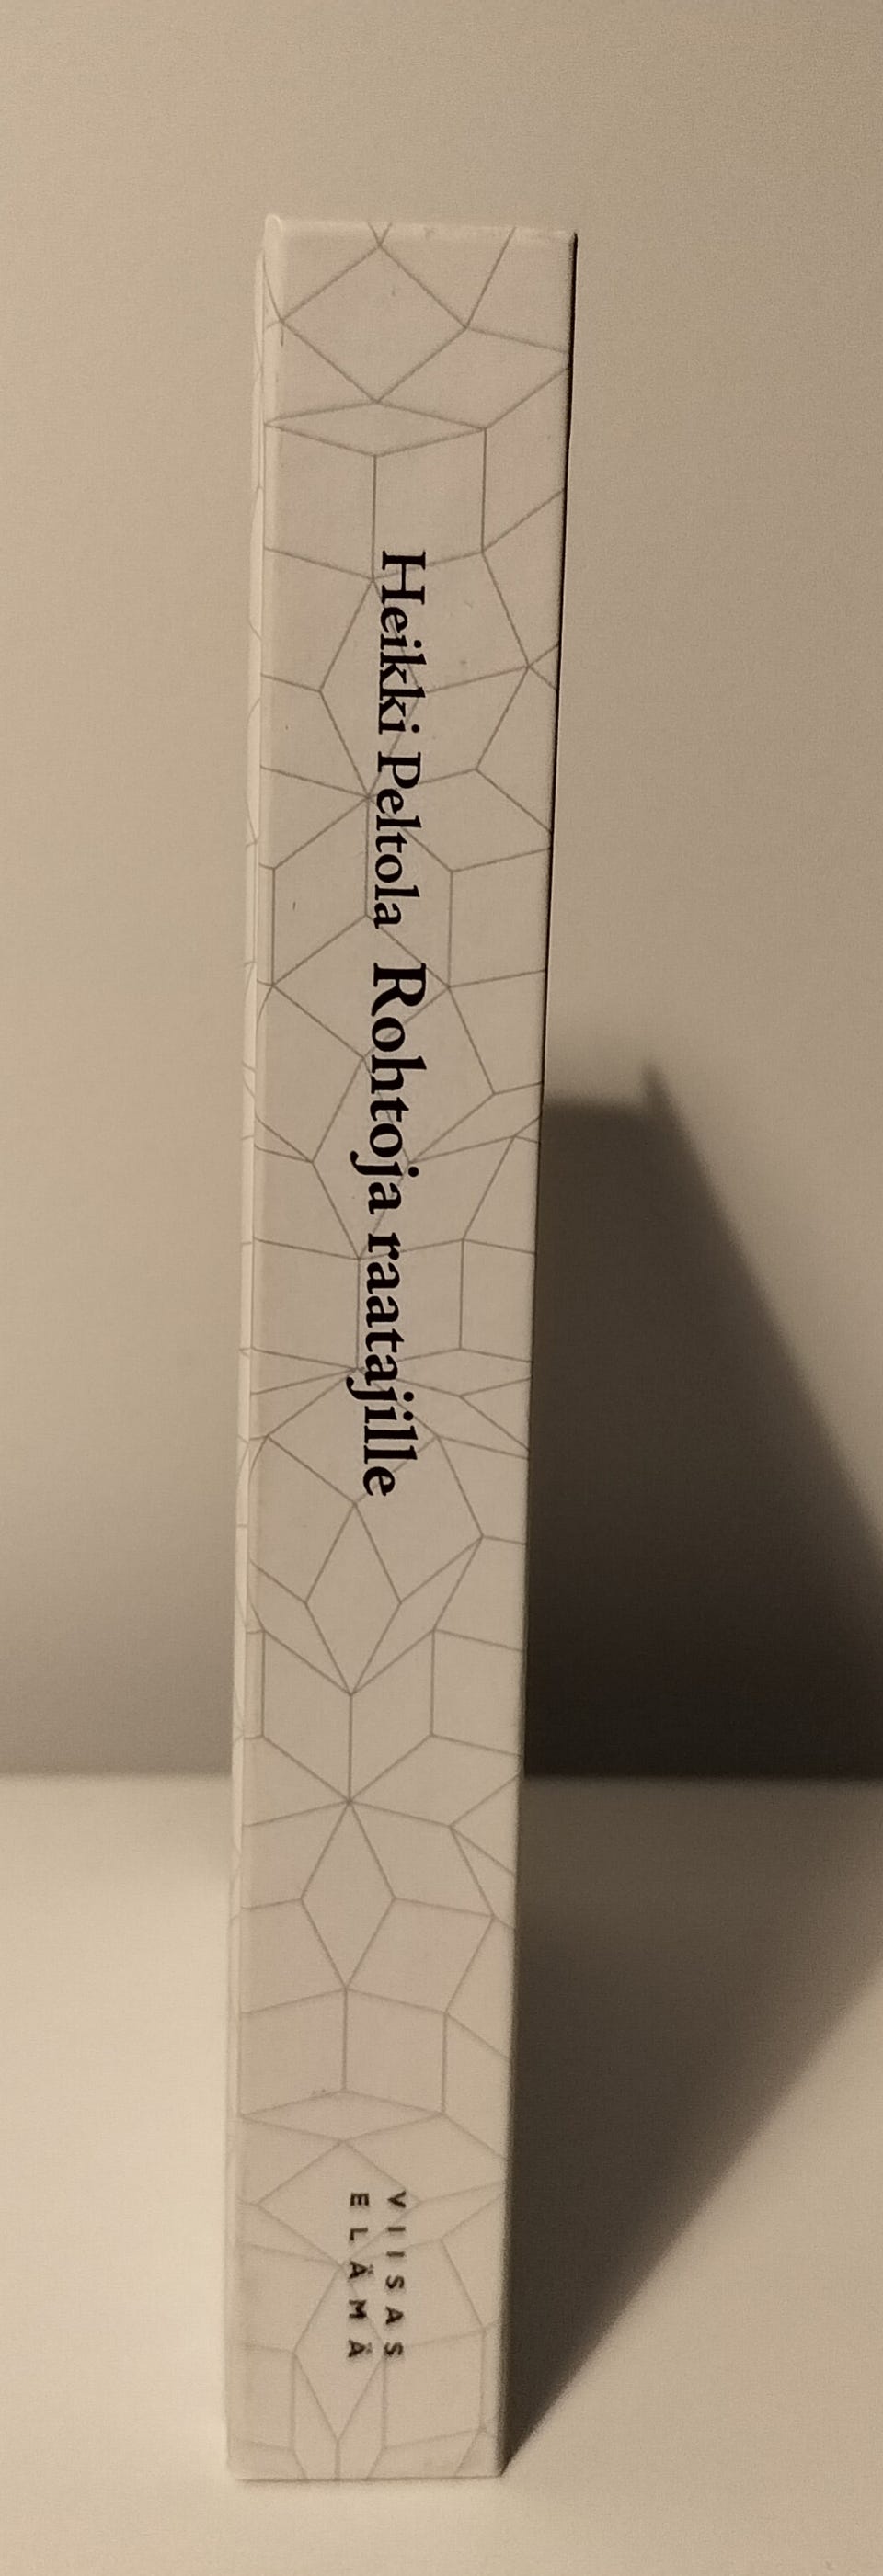 Heikki Peltola Rohtoja raatajille
VIISAS
ELÄMÄ